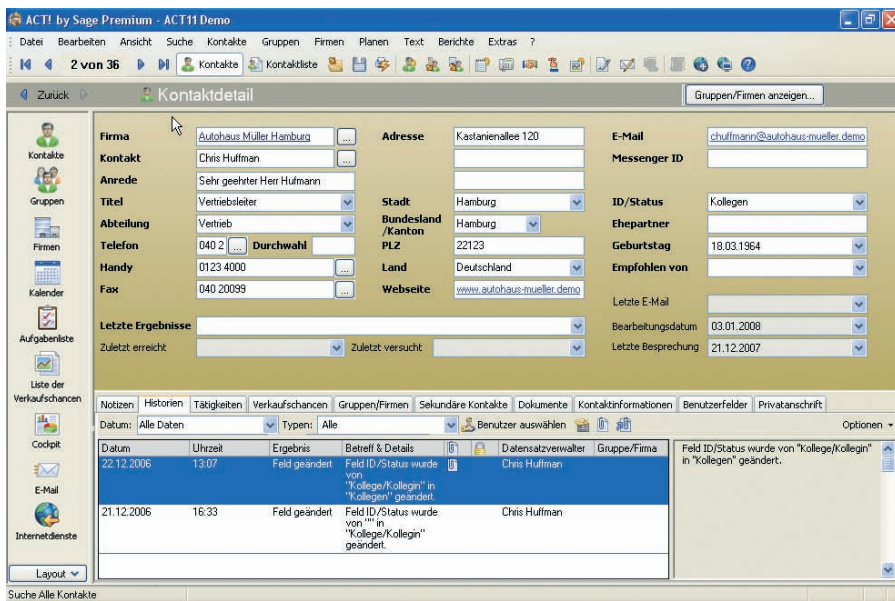 ACT! by Sage Premium - ACT11 Demo
Datei Bearbeiten Ansicht Suche Kontakte Gruppen Firmen Planen Text Berichte Extras ?
2 von 36 Kontakte Kontaktliste
Zurück Kontaktdetail Gruppen/Firmen anzeigen...
Kontakte
Gruppen
Firmen
Kalender
Aufgabenliste
Liste der
Verkaufschancen
Cockpit
E-Mail
Internetdienste
Layout
Firma Autohaus Müller Hamburg ... Adresse Kastanienallee 120 E-Mail chuffmann@autohaus-mueller.demo
Kontakt Chris Huffman ... Messenger ID
Anrede Sehr geehrter Herr Hufmann
Titel Vertriebsleiter Stadt Hamburg ID/Status Kollegen
Abteilung Vertrieb Bundesland
/Kanton Hamburg Ehepartner
Telefon 040 2 ... Durchwahl PLZ 22123 Geburtstag 18.03.1964
Handy 0123 4000 ... Land Deutschland Empfohlen von
Fax 040 20099 ... Webseite www.autohaus-mueller.demo
Letzte E-Mail
Letzte Ergebnisse Bearbeitungsdatum 03.01.2008
Zuletzt erreicht Zuletzt versucht Letzte Besprechung 21.12.2007
Notizen Historien Tätigkeiten Verkaufschancen Gruppen/Firmen Sekundäre Kontakte Dokumente Kontaktinformationen Benutzerfelder Privatanschrift
Datum: Alle Daten Typen: Alle Benutzer auswählen Optionen
Datum Uhrzeit Ergebnis Betreff & Details Datensatzverwalter Gruppe/Firma
22.12.2006 13:07 Feld geändert Feld ID/Status wurde Chris Huffman
von
"Kollege/Kollegin" in
"Kollegen" geändert.
21.12.2006 16:33 Feld geändert Feld ID/Status wurde Chris Huffman
von "" in
"Kollege/Kollegin"
geändert.
Feld ID/Status wurde von "Kollege/Kollegin"
in "Kollegen" geändert.
Suche Alle Kontakte